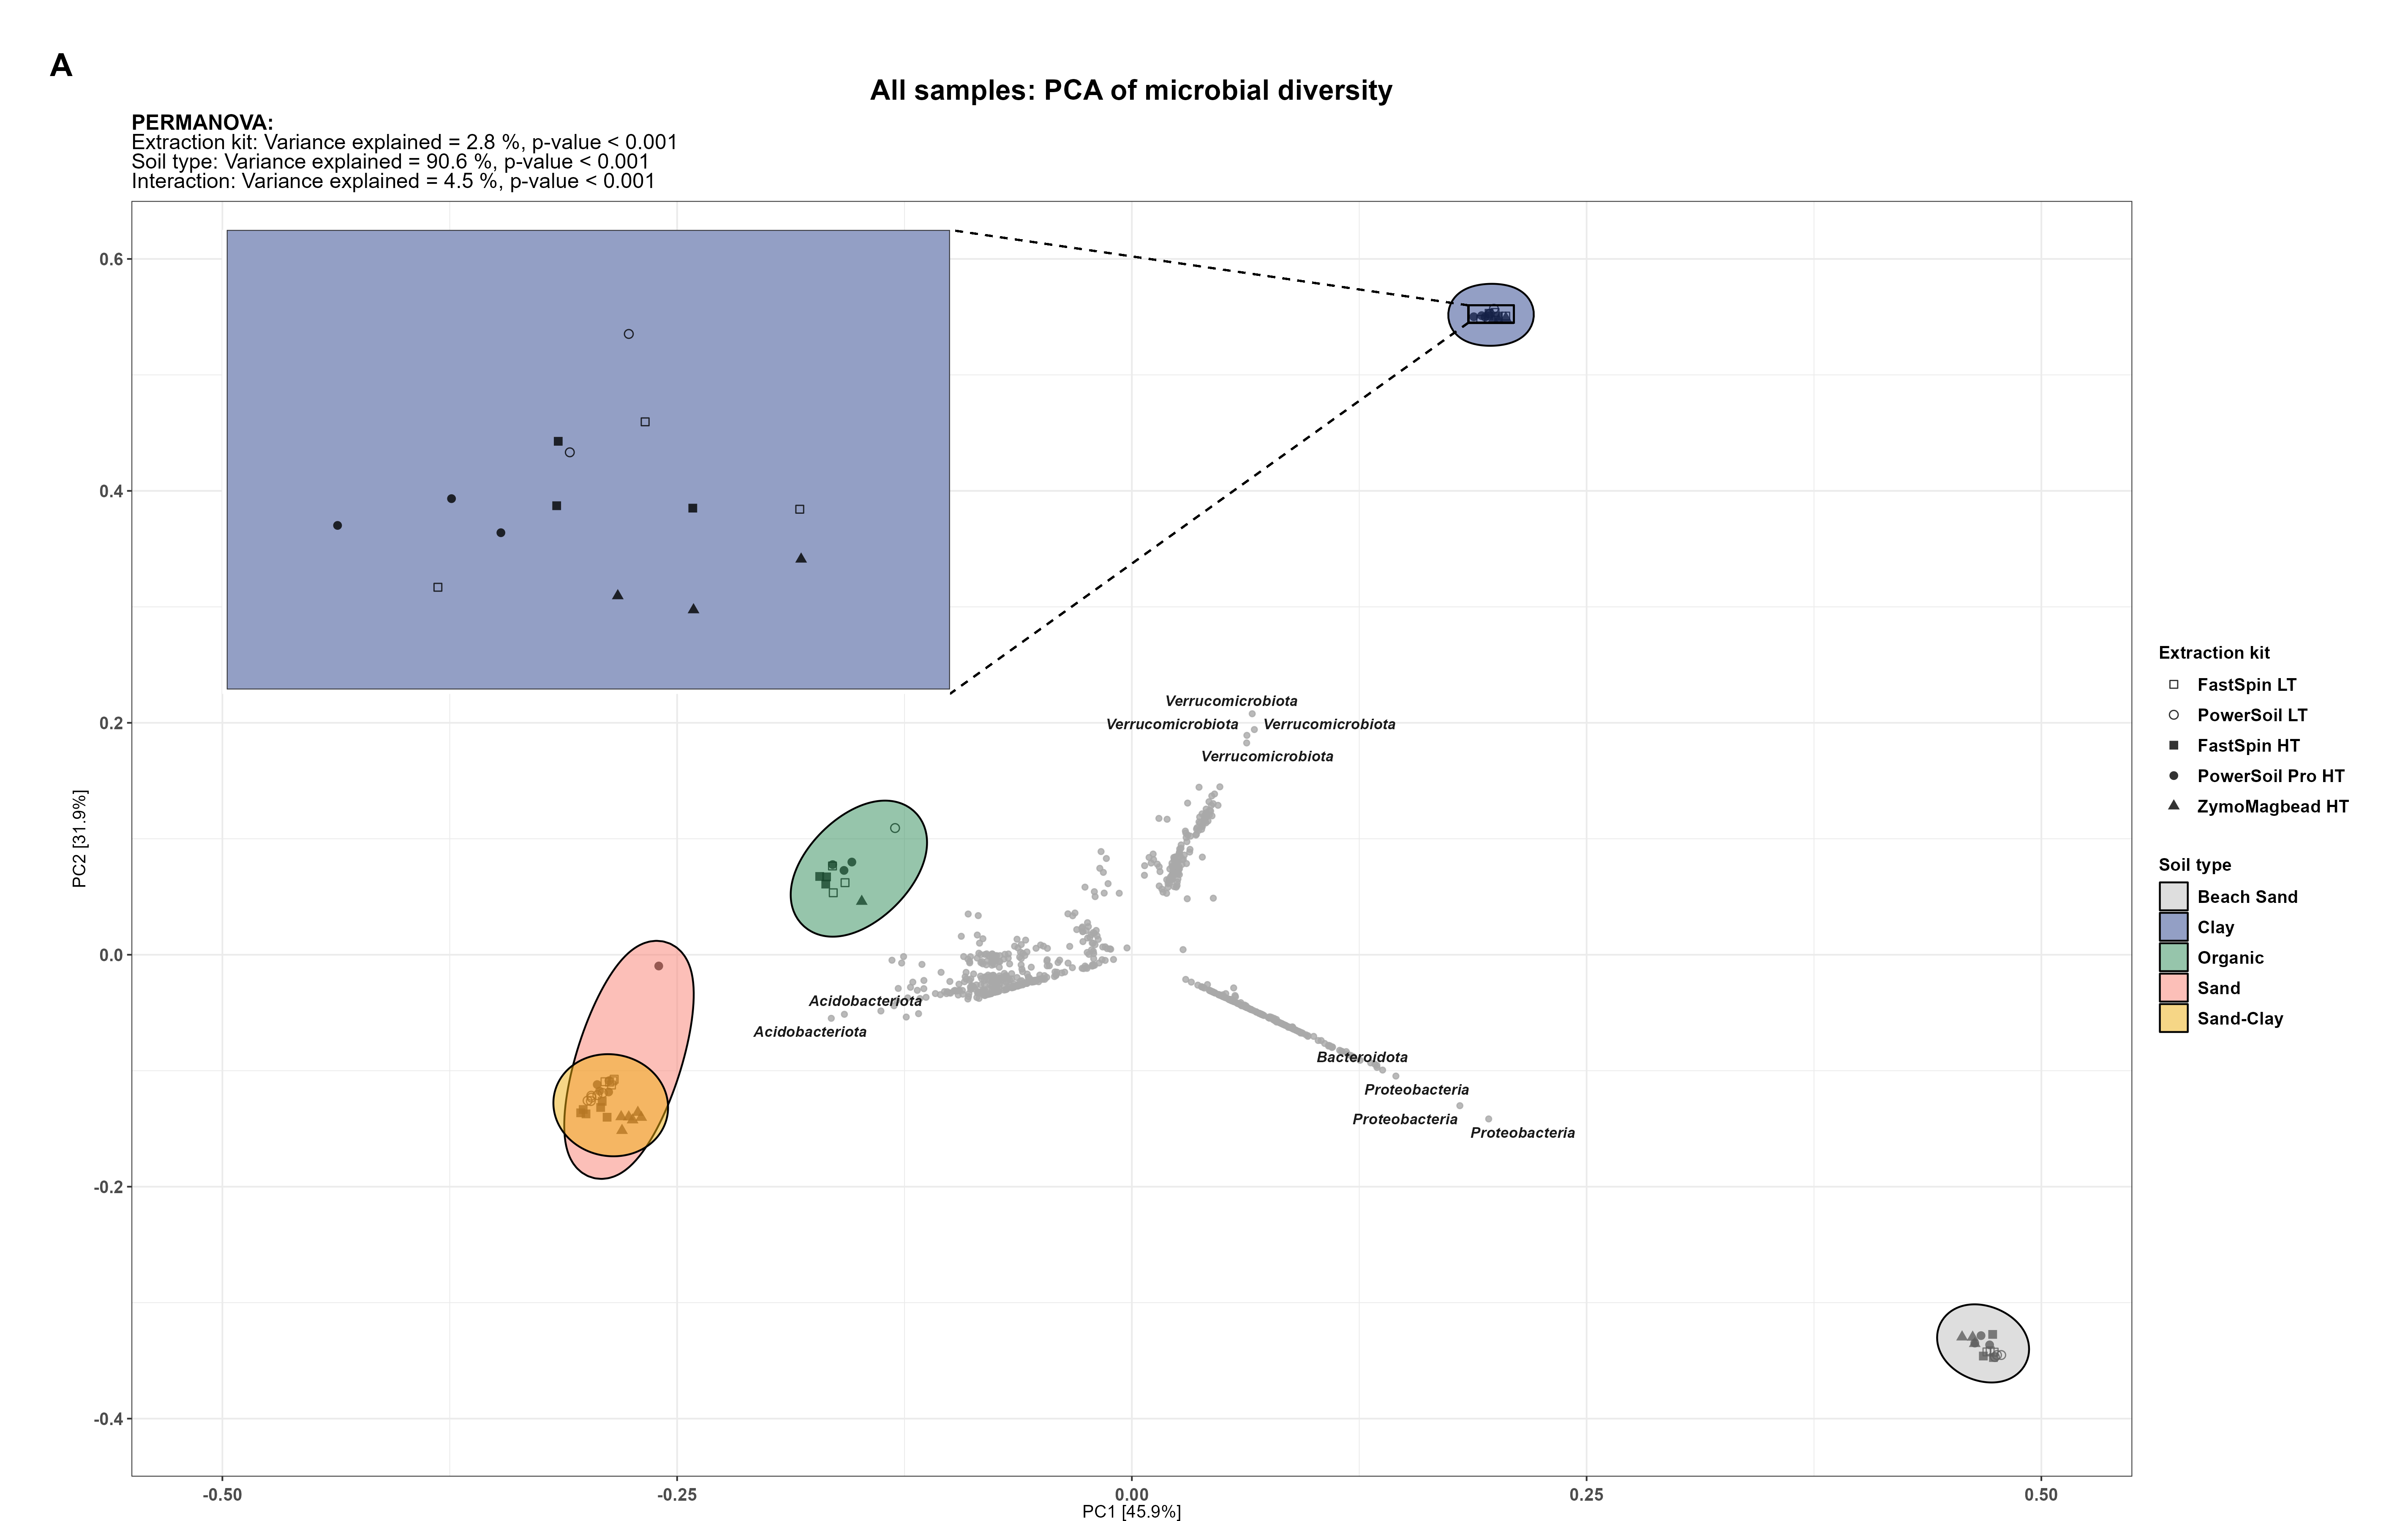 A
All samples: PCA of microbial diversity
PERMANOVA:
Extraction kit: Variance explained = 2.8 %, p-value < 0.001
Soil type: Variance explained = 90.6 %, p-value < 0.001
Interaction: Variance explained = 4.5 %, p-value < 0.001
0.6
0.4
0.2
0.0
-0.2
-0.4
PC2 [31.9%]
Verrucomicrobiota
Verrucomicrobiota Verrucomicrobiota
Verrucomicrobiota
Acidobacteriota
Acidobacteriota
Bacteroidota
Proteobacteria
Proteobacteria
Proteobacteria
-0.50
-0.25
0.00
0.25
0.50
PC1 [45.9%]
Extraction kit
FastSpin LT
PowerSoil LT
FastSpin HT
PowerSoil Pro HT
ZymoMagbead HT
Soil type
Beach Sand
Clay
Organic
Sand
Sand-Clay